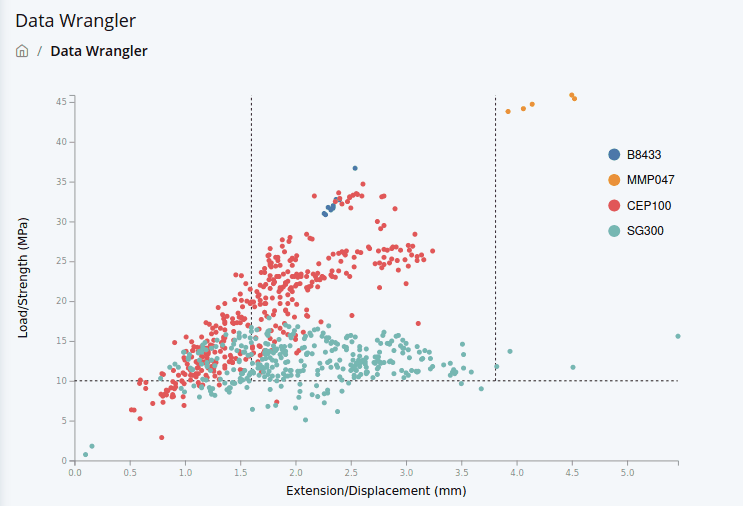 Data Wrangler
/ Data Wrangler
45
40
35
30
25
20
15
10
5
0
Load/Strength (MPa)
B8433
MMP047
CEP100
SG300
0.0 0.5 1.0 1.5 2.0 2.5 3.0 3.5 4.0 4.5 5.0
Extension/Displacement (mm)